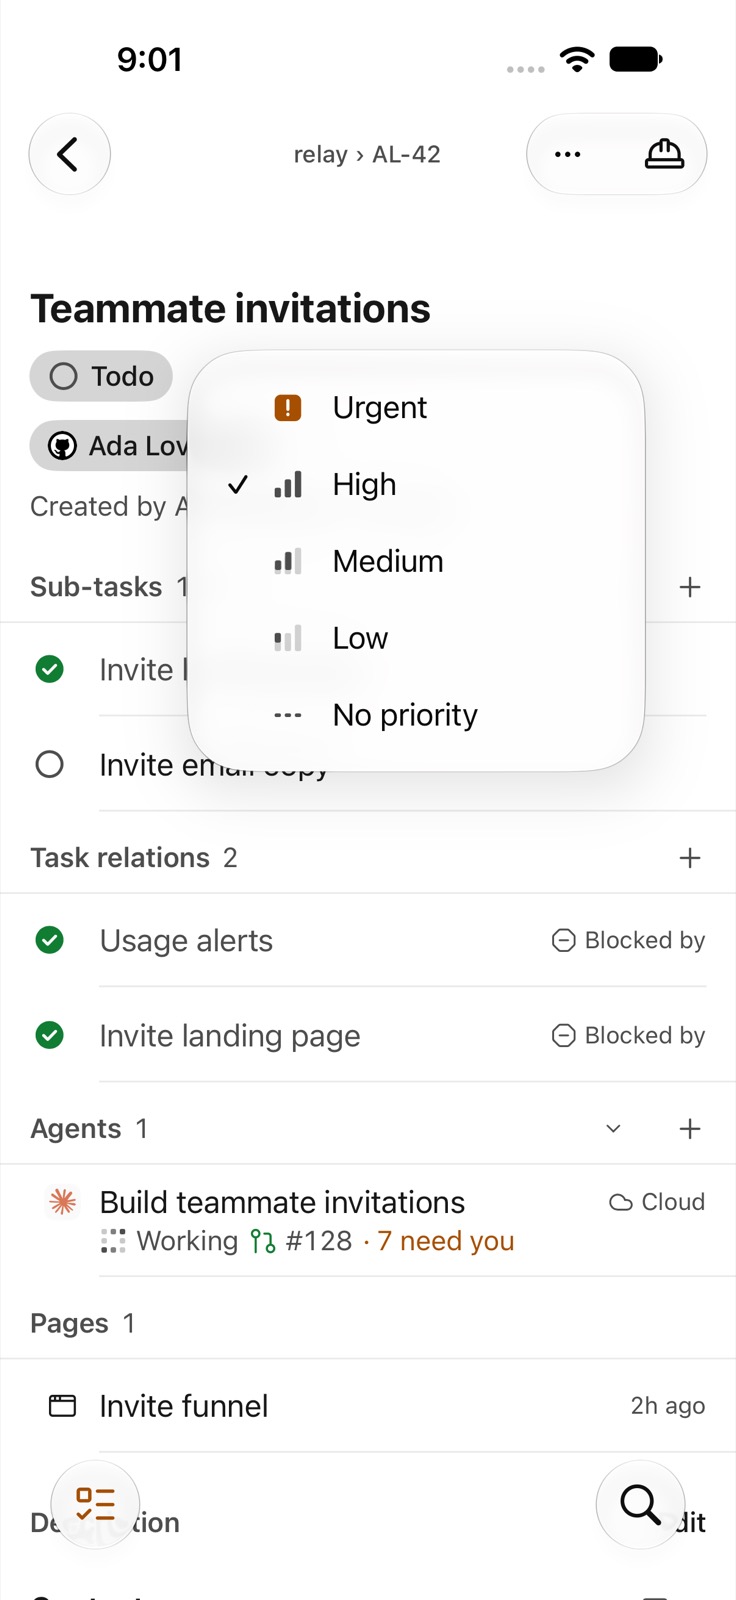 9:01
relay › AL-42
Teammate invitations
Todo
Urgent
Ada Lov
High
Created by A
Medium
Sub-tasks 1
Low
Invite
No priority
Invite email copy
Task relations 2
Usage alerts Blocked by
Invite landing page Blocked by
Agents 1
Build teammate invitations Cloud
Working #128 · 7 need you
Pages 1
Invite funnel 2h ago